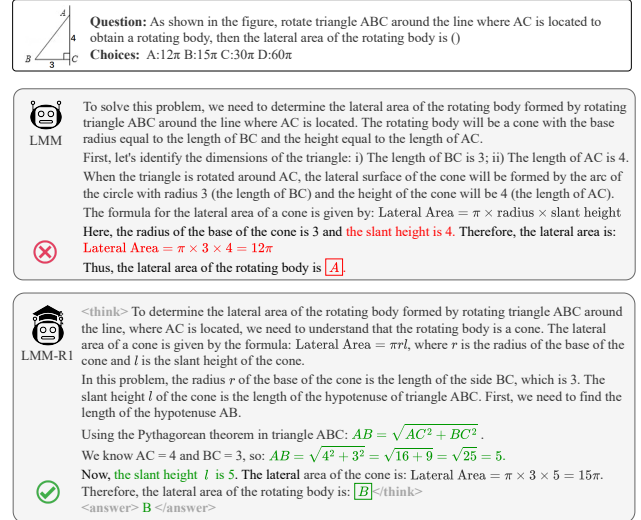 A
4
B
C
3
Question: As shown in the figure, rotate triangle ABC around the line where AC is located to
obtain a rotating body, then the lateral area of the rotating body is ()
Choices: A:12π B:15π C:30π D:60π
LMM
To solve this problem, we need to determine the lateral area of the rotating body formed by rotating
triangle ABC around the line where AC is located. The rotating body will be a cone with the base
radius equal to the length of BC and the height equal to the length of AC.
First, let's identify the dimensions of the triangle: i) The length of BC is 3; ii) The length of AC is 4.
When the triangle is rotated around AC, the lateral surface of the cone will be formed by the arc of
the circle with radius 3 (the length of BC) and the height of the cone will be 4 (the length of AC).
The formula for the lateral area of a cone is given by: Lateral Area = π × radius × slant height
Here, the radius of the base of the cone is 3 and the slant height is 4. Therefore, the lateral area is:
Lateral Area = π × 3 × 4 = 12π
Thus, the lateral area of the rotating body is A.
LMM-R1
<think> To determine the lateral area of the rotating body formed by rotating triangle ABC around
the line, where AC is located, we need to understand that the rotating body is a cone. The lateral
area of a cone is given by the formula: Lateral Area = πrl, where r is the radius of the base of the
cone and l is the slant height of the cone.
In this problem, the radius r of the base of the cone is the length of the side BC, which is 3. The
slant height l of the cone is the length of the hypotenuse of triangle ABC. First, we need to find the
length of the hypotenuse AB.
Using the Pythagorean theorem in triangle ABC: AB = √(AC² + BC²) .
We know AC = 4 and BC = 3, so: AB = √(4² + 3²) = √(16 + 9) = √25 = 5.
Now, the slant height l is 5. The lateral area of the cone is: Lateral Area = π × 3 × 5 = 15π.
Therefore, the lateral area of the rotating body is: B</think>
<answer> B </answer>